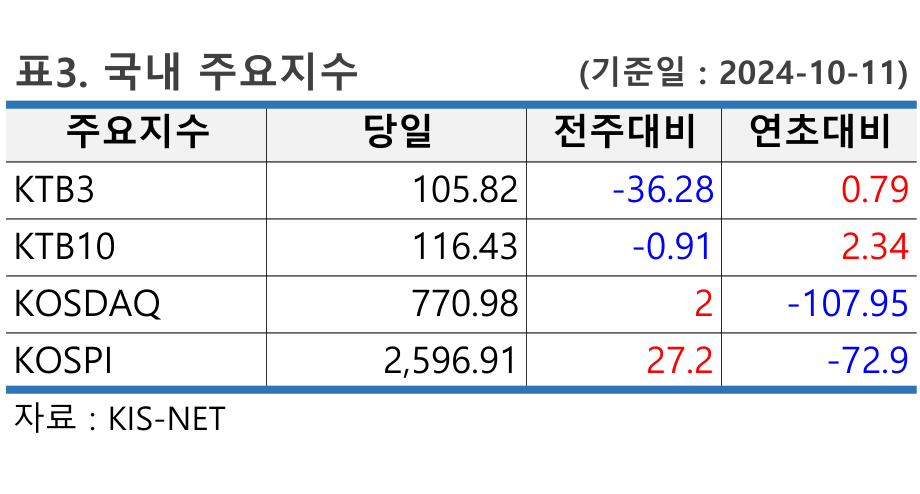 표3. 국내 주요지수 (기준일 : 2024-10-11)
주요지수 당일 전주대비 연초대비
KTB3 105.82 -36.28 0.79
KTB10 116.43 -0.91 2.34
KOSDAQ 770.98 2 -107.95
KOSPI 2,596.91 27.2 -72.9
자료 : KIS-NET